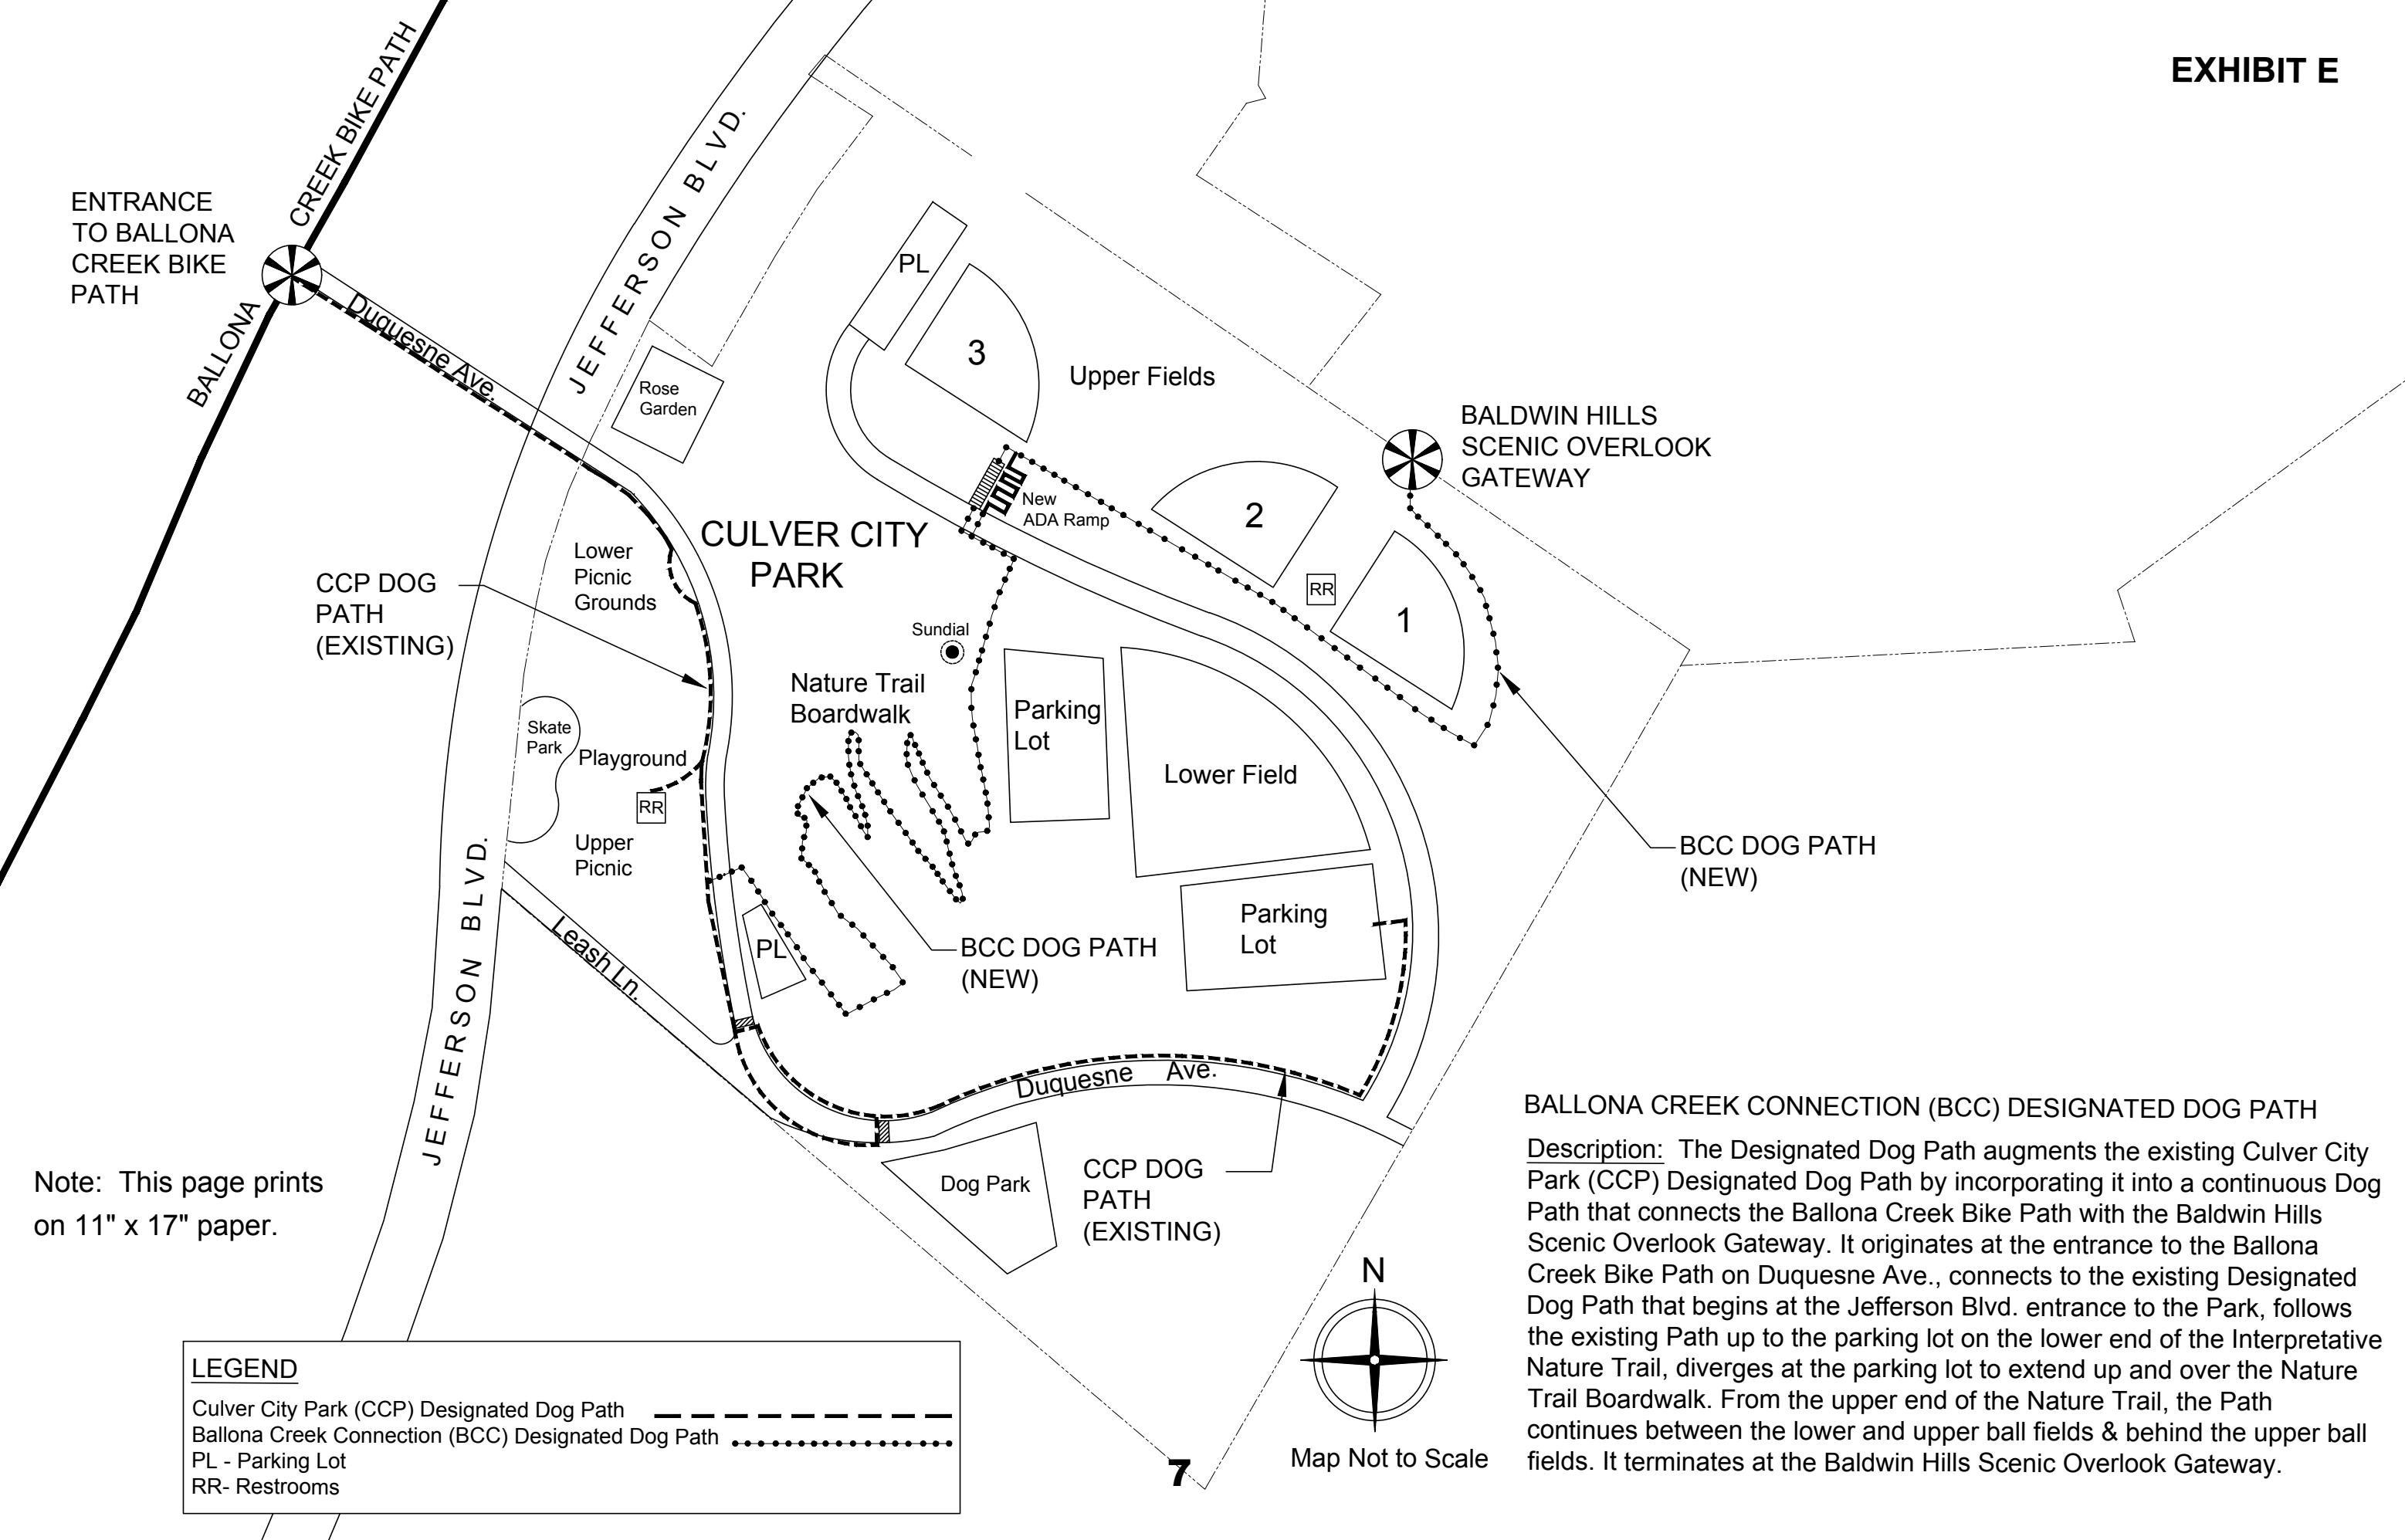 EXHIBIT E
CREEK BIKE PATH
BALLONA
ENTRANCE
TO BALLONA
CREEK BIKE
PATH
Duquesne Ave.
JEFFERSON BLVD.
PL
3
Upper Fields
Rose
Garden
BALDWIN HILLS
SCENIC OVERLOOK
GATEWAY
New
ADA Ramp
2
CULVER CITY
PARK
Lower
Picnic
Grounds
CCP DOG
PATH
(EXISTING)
RR
1
Sundial
Nature Trail
Boardwalk
Parking
Lot
Skate
Park
Playground
Lower Field
RR
Upper
Picnic
BCC DOG PATH
(NEW)
JEFFERSON BLVD.
Leash Ln.
PL
BCC DOG PATH
(NEW)
Parking
Lot
Duquesne Ave.
Dog Park
CCP DOG
PATH
(EXISTING)
Note: This page prints
on 11" x 17" paper.
N
Map Not to Scale
7
LEGEND
Culver City Park (CCP) Designated Dog Path
Ballona Creek Connection (BCC) Designated Dog Path
PL - Parking Lot
RR- Restrooms
BALLONA CREEK CONNECTION (BCC) DESIGNATED DOG PATH
Description: The Designated Dog Path augments the existing Culver City
Park (CCP) Designated Dog Path by incorporating it into a continuous Dog
Path that connects the Ballona Creek Bike Path with the Baldwin Hills
Scenic Overlook Gateway. It originates at the entrance to the Ballona
Creek Bike Path on Duquesne Ave., connects to the existing Designated
Dog Path that begins at the Jefferson Blvd. entrance to the Park, follows
the existing Path up to the parking lot on the lower end of the Interpretative
Nature Trail, diverges at the parking lot to extend up and over the Nature
Trail Boardwalk. From the upper end of the Nature Trail, the Path
continues between the lower and upper ball fields & behind the upper ball
fields. It terminates at the Baldwin Hills Scenic Overlook Gateway.